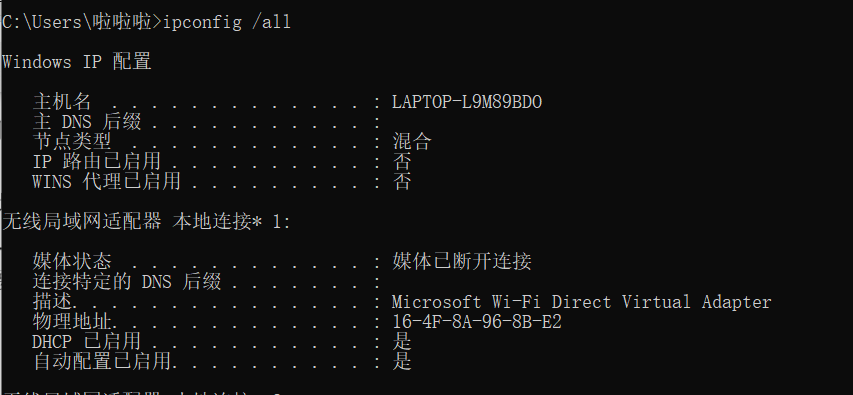 C:\Users\啦啦啦>ipconfig /all
Windows IP 配置
主机名 . . . . . . . . . . . . . : LAPTOP-L9M89BDO
主 DNS 后缀 . . . . . . . . . . . :
节点类型 . . . . . . . . . . . . : 混合
IP 路由已启用 . . . . . . . . . . : 否
WINS 代理已启用 . . . . . . . . . : 否
无线局域网适配器 本地连接* 1:
媒体状态 . . . . . . . . . . . . : 媒体已断开连接
连接特定的 DNS 后缀 . . . . . . . :
描述. . . . . . . . . . . . . . . : Microsoft Wi-Fi Direct Virtual Adapter
物理地址. . . . . . . . . . . . . : 16-4F-8A-96-8B-E2
DHCP 已启用 . . . . . . . . . . . : 是
自动配置已启用. . . . . . . . . . : 是